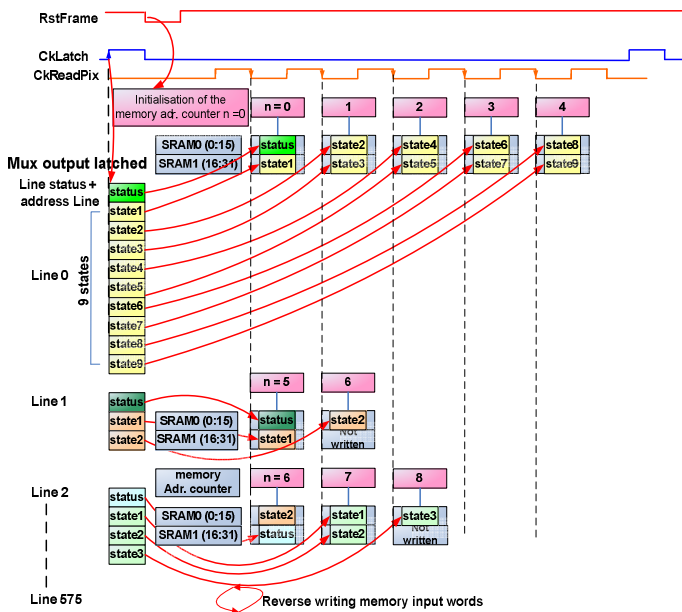 RstFrame
CkLatch
CkReadPix
Initialisation of the
memory adr. counter n =0
n = 0
1
2
3
4
SRAM0 (0:15)
status
state2
state4
state6
state8
SRAM1 (16:31)
state1
state3
state5
state7
state9
Mux output latched
Line status +
address Line
status
state1
state2
state3
state4
state5
state6
state7
state8
state9
Line 0
9 states
Line 1
status
state1
state2
SRAM0 (0:15)
SRAM1 (16:31)
n = 5
6
status
state1
state2
Not
written
Line 2
status
state1
state2
state3
memory
Adr. counter
SRAM0 (0:15)
SRAM1 (16:31)
n = 6
7
8
state2
status
state1
state2
state3
Not
written
Line 575
Reverse writing memory input words